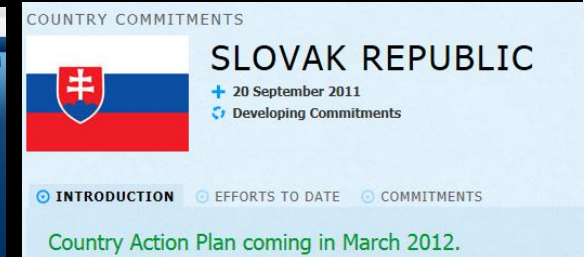 COUNTRY COMMITMENTS
SLOVAK REPUBLIC
20 September 2011
Developing Commitments
INTRODUCTION EFFORTS TO DATE COMMITMENTS
Country Action Plan coming in March 2012.